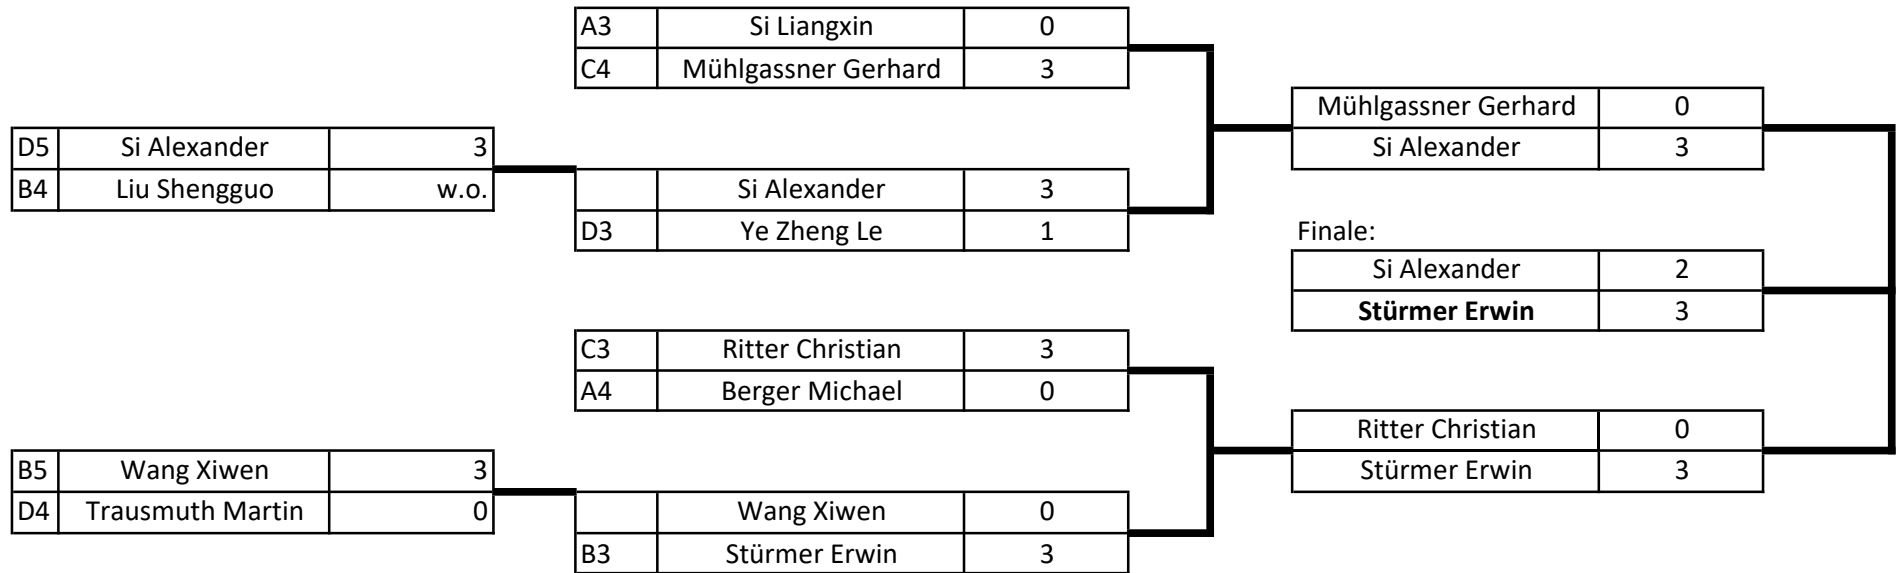 A3 Si Liangxin 0
C4 Mühlgassner Gerhard 3
D5 Si Alexander 3
B4 Liu Shengguo w.o.
Si Alexander 3
D3 Ye Zheng Le 1
Mühlgassner Gerhard 0
Si Alexander 3
Finale:
Si Alexander 2
Stürmer Erwin 3
C3 Ritter Christian 3
A4 Berger Michael 0
B5 Wang Xiwen 3
D4 Trausmuth Martin 0
Wang Xiwen 0
B3 Stürmer Erwin 3
Ritter Christian 0
Stürmer Erwin 3